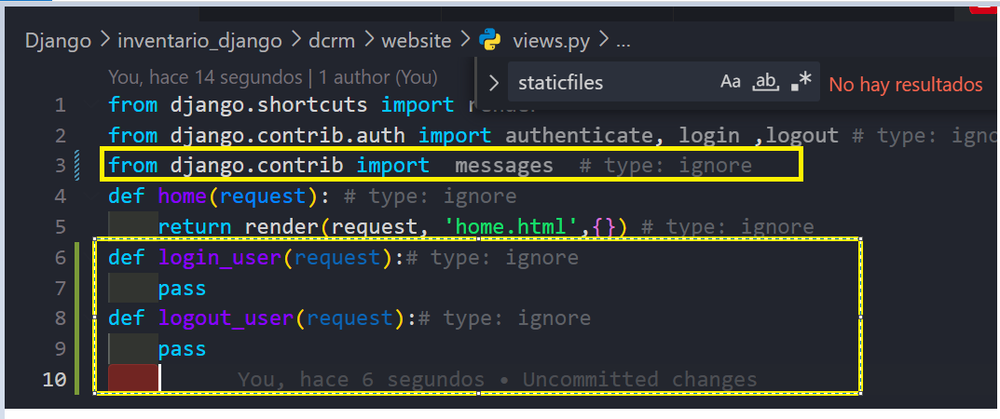 Django > inventario_django > dcrm > website > views.py > ...
You, hace 14 segundos | 1 author (You)
> staticfiles Aa ab .* No hay resultados
1 from django.shortcuts import render
2 from django.contrib.auth import authenticate, login ,logout # type: igno
3 from django.contrib import  messages  # type: ignore
4 def home(request): # type: ignore
5     return render(request, 'home.html',{}) # type: ignore
6 def login_user(request):# type: ignore
7     pass
8 def logout_user(request):# type: ignore
9     pass
10 You, hace 6 segundos • Uncommitted changes